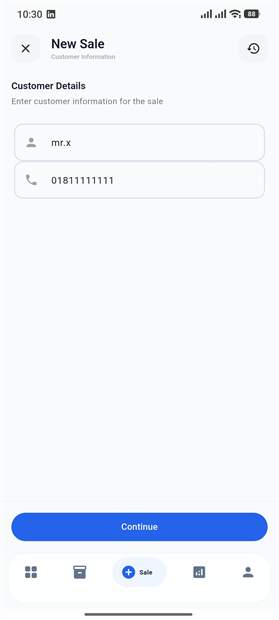 10:30
88
New Sale
Customer Information
Customer Details
Enter customer information for the sale
mr.x
01811111111
Continue
Sale